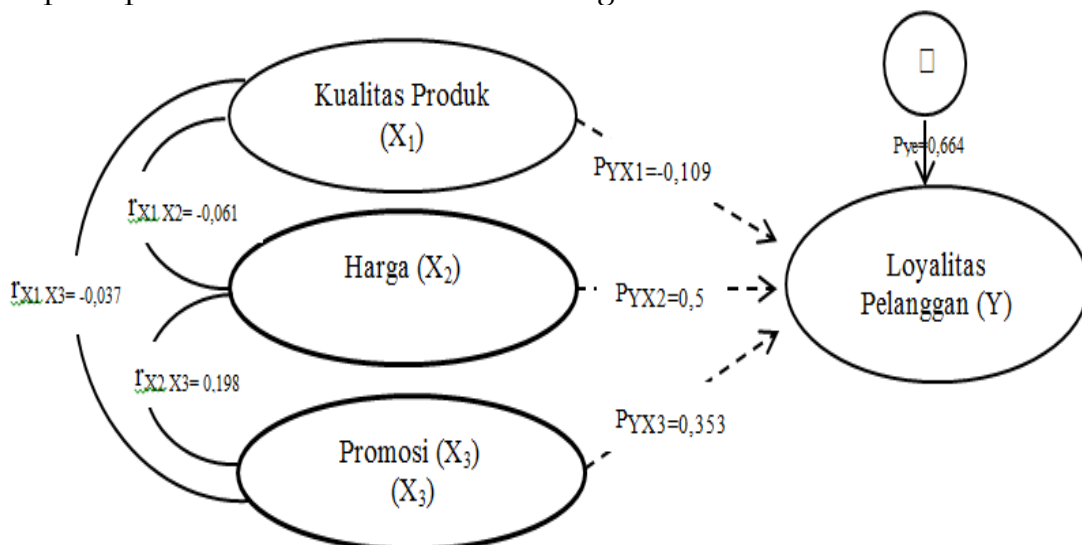 Kualitas Produk
(X₁)
Pye=0,664
PYX1=-0,109
rX1.X2= -0,061
Harga (X₂)
Loyalitas
Pelanggan (Y)
rX1.X3= -0,037
PYX2=0,5
rX2.X3= 0,198
PYX3=0,353
Promosi (X₃)
(X₃)